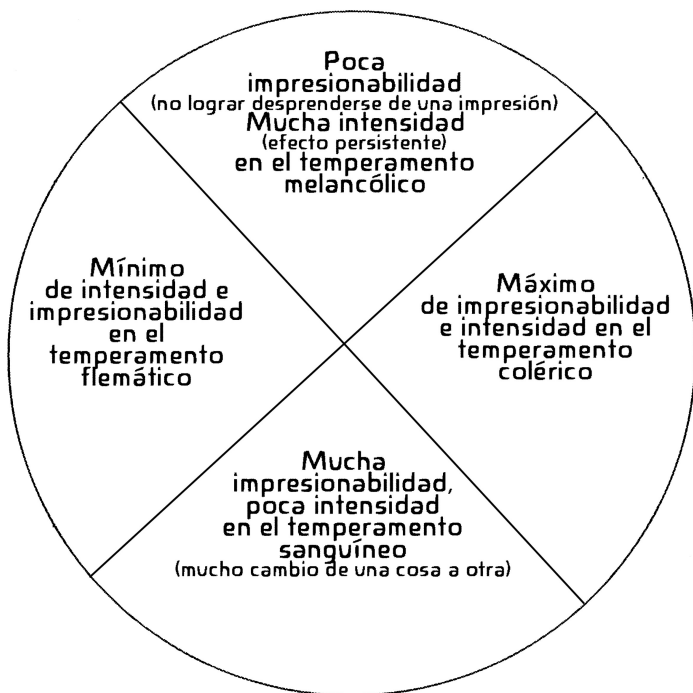 Poca
impresionabilidad
(no lograr desprenderse de una impresión)
Mucha intensidad
(efecto persistente)
en el temperamento
melancólico
Mínimo
de intensidad e
impresionabilidad
en el
temperamento
flemático
Máximo
de impresionabilidad
e intensidad en el
temperamento
colérico
Mucha
impresionabilidad,
poca intensidad
en el temperamento
sanguíneo
(mucho cambio de una cosa a otra)